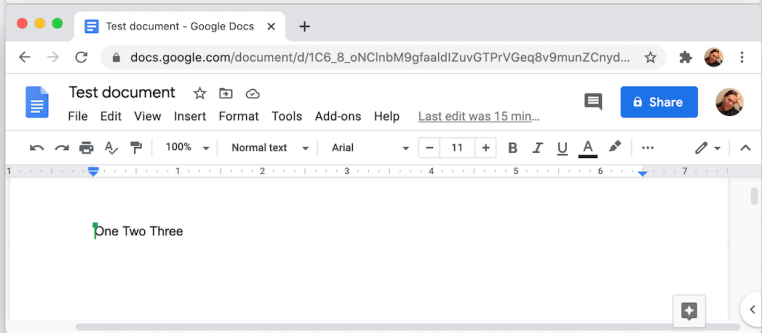 Test document - Google Docs
docs.google.com/document/d/1C6_8_oNClnbM9gfaaldIZuvGTPrVGeq8v9munZCnyd...
Test document
File Edit View Insert Format Tools Add-ons Help Last edit was 15 min...
Share
100% Normal text Arial 11 B I U A
1 1 2 3 4 5 6 7
One Two Three